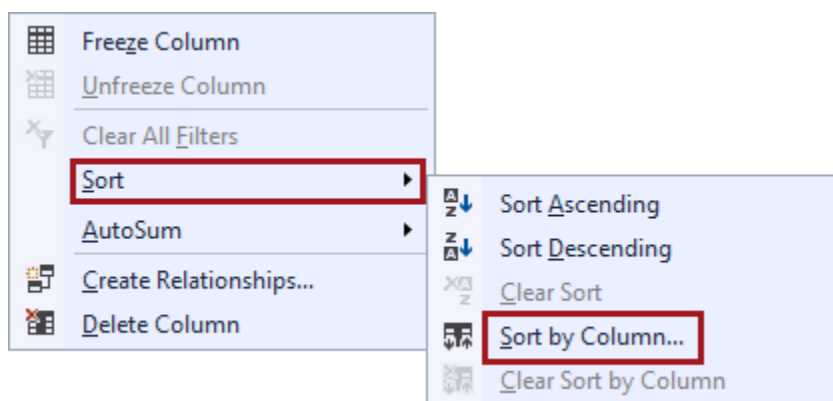 Freeze Column
Unfreeze Column
Clear All Filters
Sort
AutoSum
Create Relationships...
Delete Column
Sort Ascending
Sort Descending
Clear Sort
Sort by Column...
Clear Sort by Column